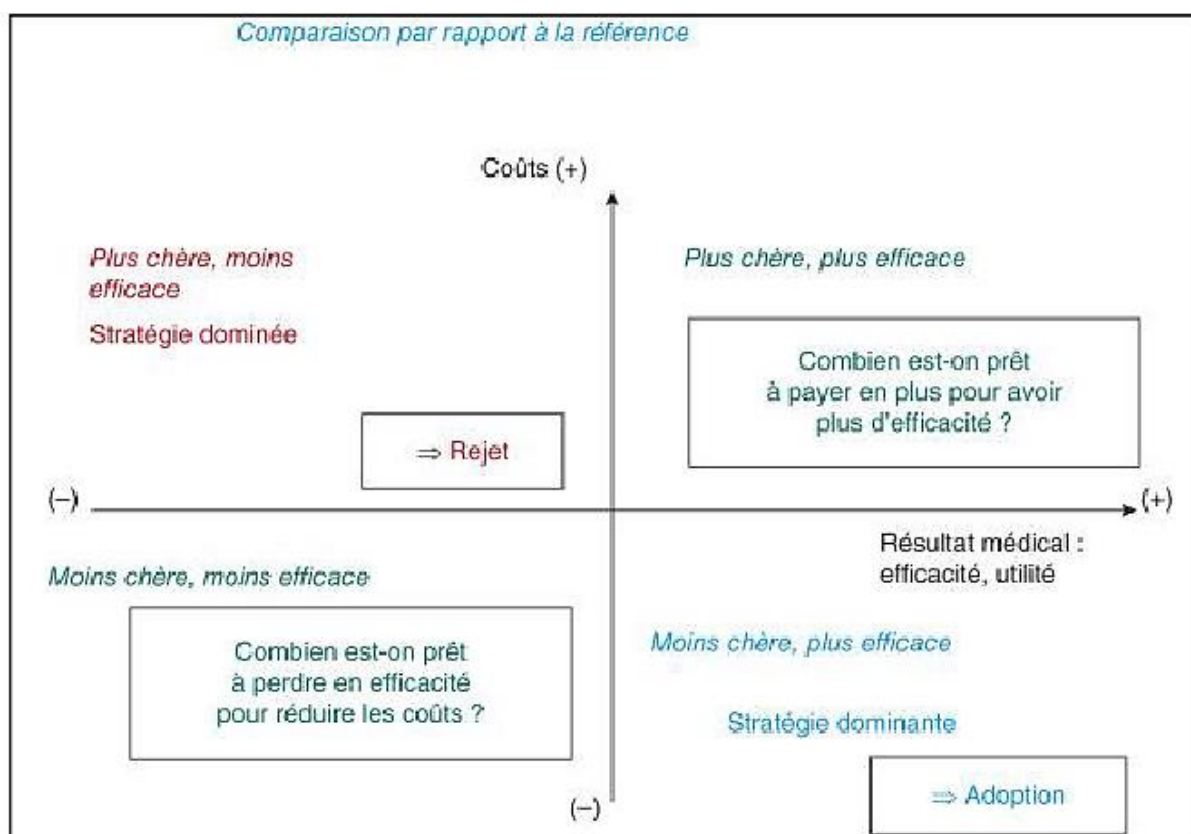 Comparaison par rapport à la référence
Coûts (+)
Plus chère, moins
efficace
Stratégie dominée
⇒ Rejet
Plus chère, plus efficace
Combien est-on prêt
à payer en plus pour avoir
plus d'efficacité ?
(–)
(+)
Résultat médical :
efficacité, utilité
Moins chère, moins efficace
Combien est-on prêt
à perdre en efficacité
pour réduire les coûts ?
Moins chère, plus efficace
Stratégie dominante
⇒ Adoption
(–)